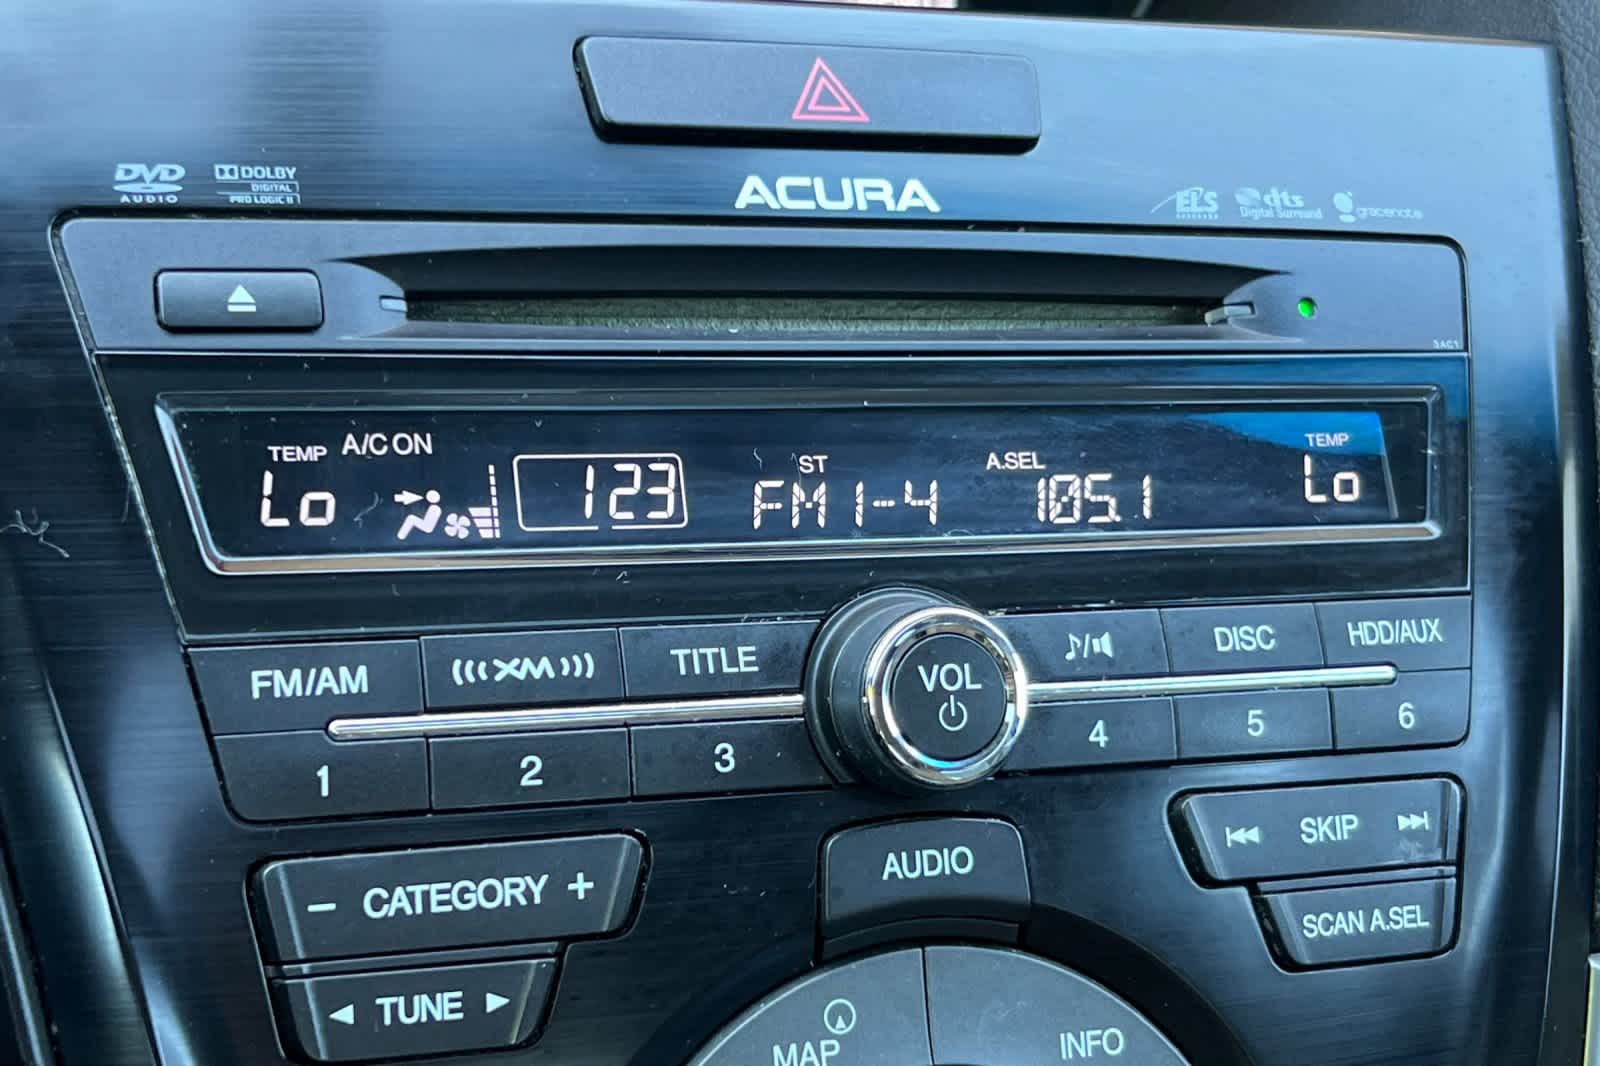 DVD
AUDIO
DOLBY
DIGITAL
PRO LOGIC II
ACURA
ELS
dts
Digital Surround
gracenote
3AC1
TEMP A/C ON
Lo
123
ST
FM1-4
A.SEL
105.1
TEMP
Lo
FM/AM
XM
TITLE
VOL
DISC
HDD/AUX
1
2
3
4
5
6
- CATEGORY +
TUNE
AUDIO
SKIP
SCAN A.SEL
MAP
INFO